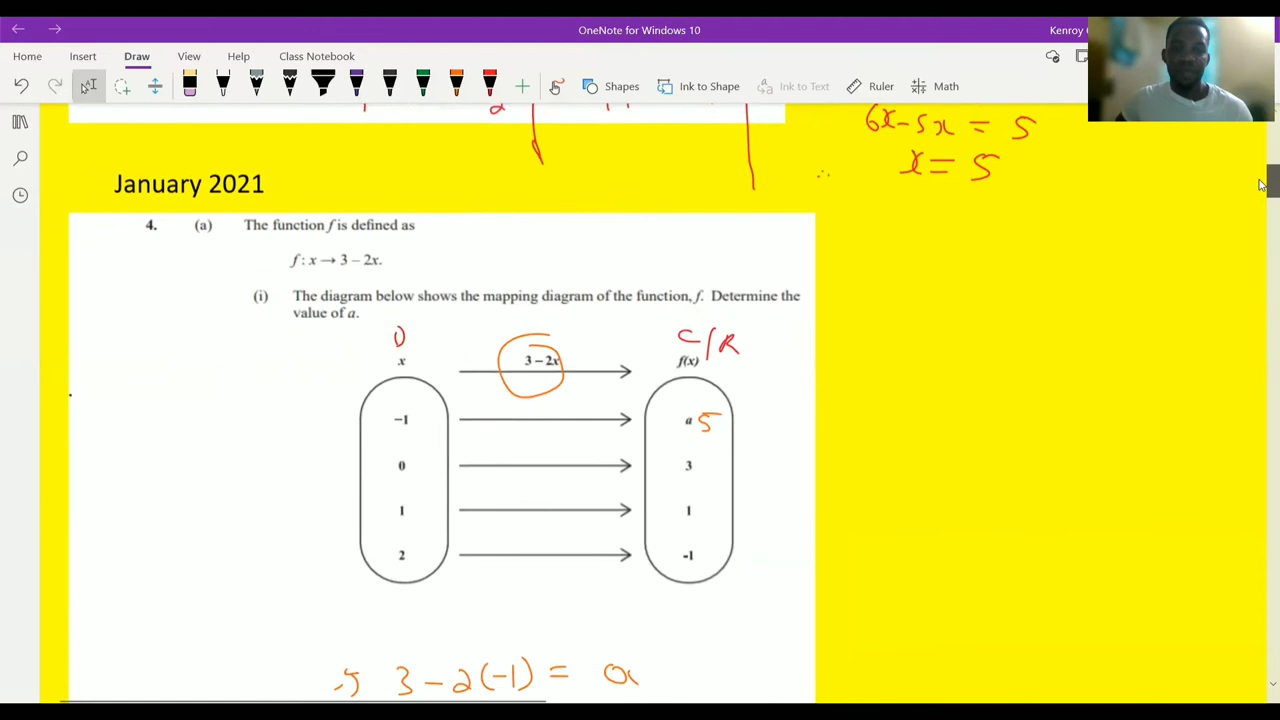 OneNote for Windows 10
Kenroy
Home Insert Draw View Help Class Notebook
Shapes Ink to Shape Ink to Text Ruler Math
6x-5x = 5
∴ x = 5
January 2021
4. (a) The function f is defined as
f : x → 3 – 2x.
(i) The diagram below shows the mapping diagram of the function, f. Determine the
value of a.
D C/R
x 3 – 2x f(x)
–1 a 5
0 3
1 1
2 -1
3 – 2(-1) = a